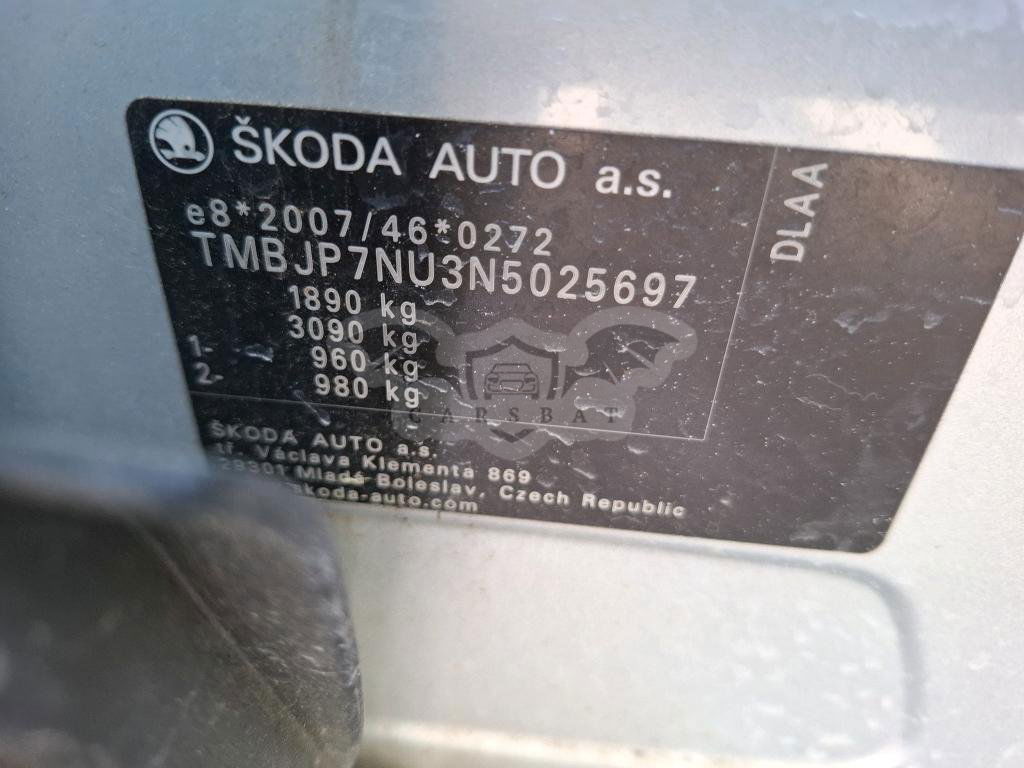 ŠKODA AUTO a.s.
DLAA
e8*2007/46*0272
TMBJP7NU3N5025697
1890 kg
3090 kg
1- 960 kg
2- 980 kg
CARSBAT
ŠKODA AUTO a.s.
tř. Václava Klementa 869
29301 Mladá Boleslav, Czech Republic
skoda-auto.com